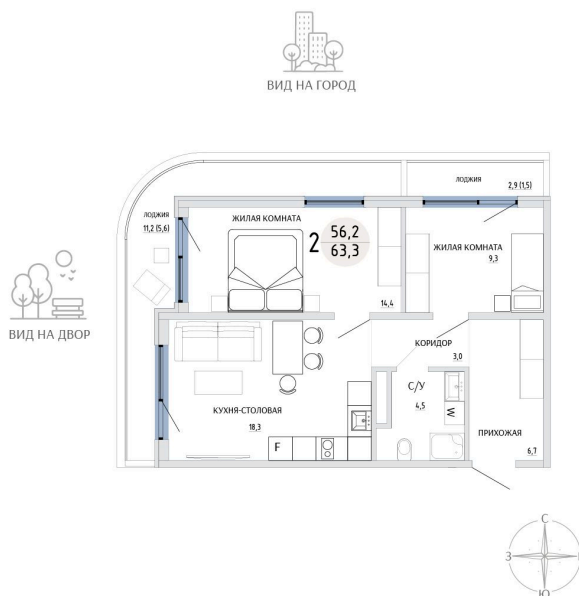 ВИД НА ГОРОД
ЛОДЖИЯ
2,9 (1,5)
ЛОДЖИЯ
11,2 (5,6)
ЖИЛАЯ КОМНАТА
2
56,2
63,3
ЖИЛАЯ КОМНАТА
9,3
14,4
ВИД НА ДВОР
КОРИДОР
3,0
С/У
4,5
W
КУХНЯ-СТОЛОВАЯ
18,3
F
ПРИХОЖАЯ
6,7
С
З
Ю